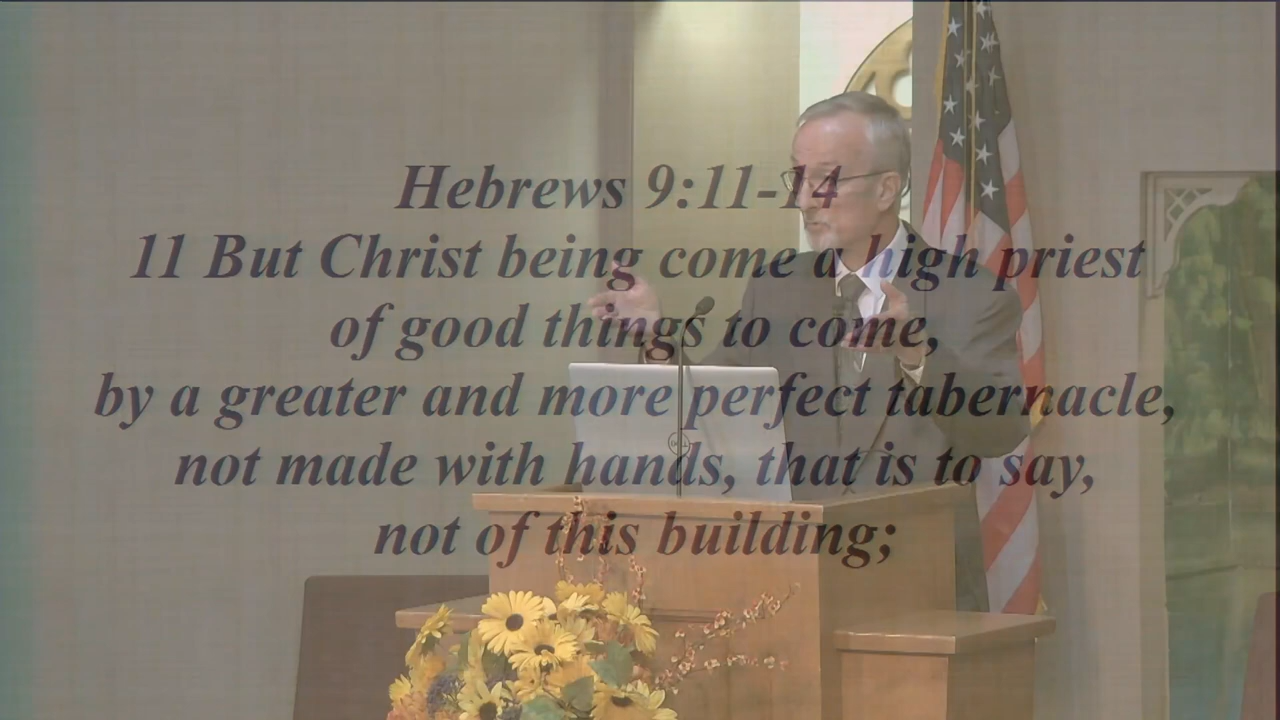 Hebrews 9:11-14
11 But Christ being come a high priest
of good things to come,
by a greater and more perfect tabernacle,
not made with hands, that is to say,
not of this building;
DELL